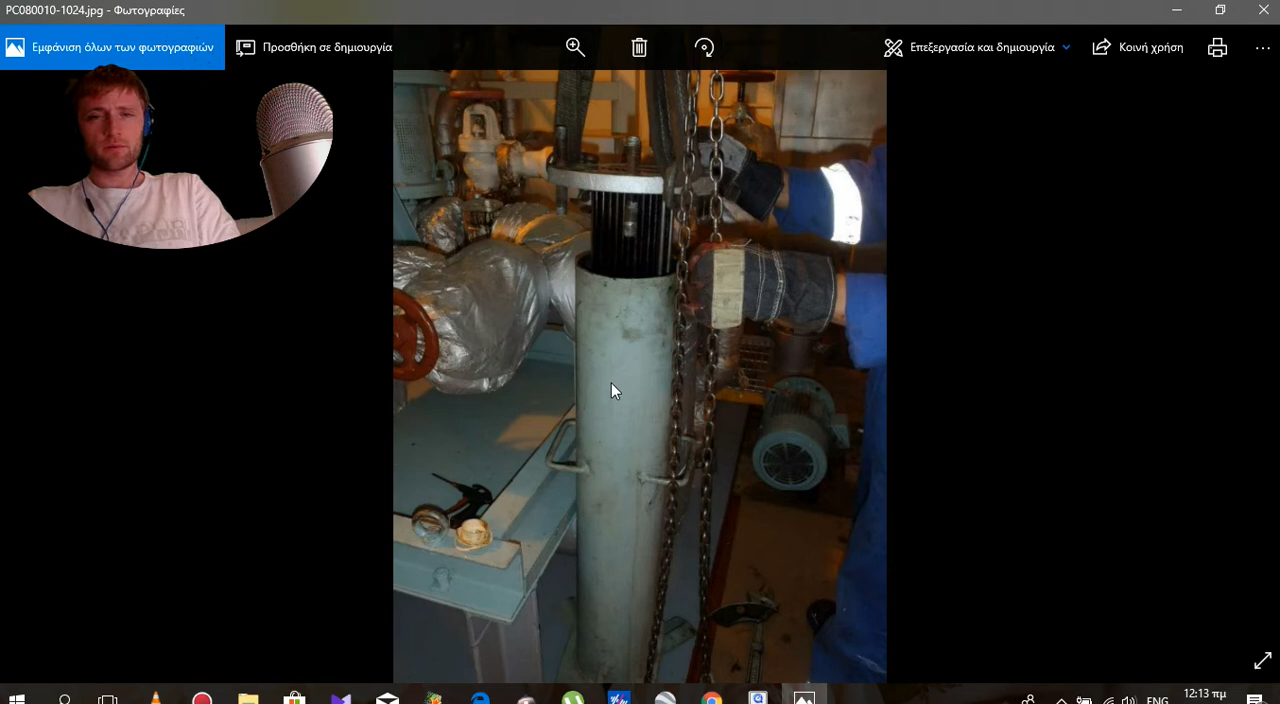 PC080010-1024.jpg - Φωτογραφίες
Εμφάνιση όλων των φωτογραφιών
Προσθήκη σε δημιουργία
Επεξεργασία και δημιουργία
Κοινή χρήση
ENG
12:13 πμ